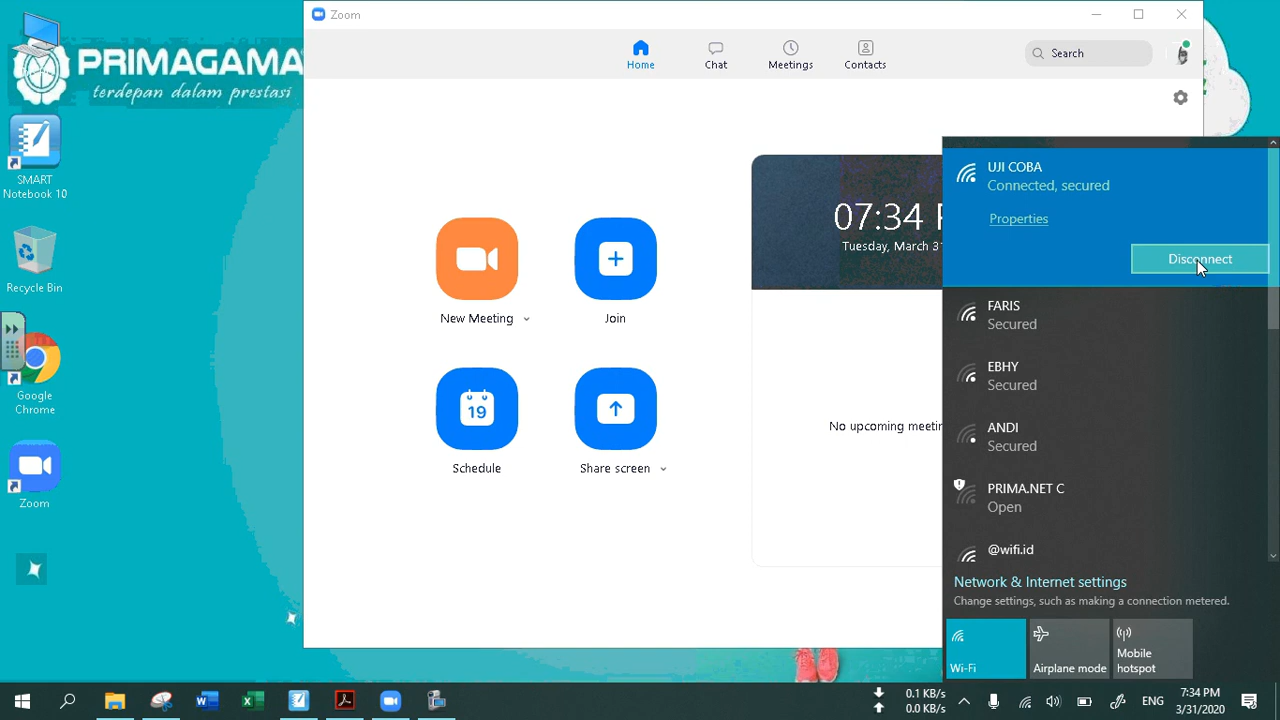 PRIMAGAMA
terdepan dalam prestasi
SMART
Notebook 10
Recycle Bin
Google
Chrome
Zoom
Zoom
Home
Chat
Meetings
Contacts
Search
New Meeting
Join
19
Schedule
Share screen
07:34 P
Tuesday, March 31
No upcoming meetin
UJI COBA
Connected, secured
Properties
Disconnect
FARIS
Secured
EBHY
Secured
ANDI
Secured
PRIMA.NET C
Open
@wifi.id
Network & Internet settings
Change settings, such as making a connection metered.
Wi-Fi
Airplane mode
Mobile
hotspot
0.1 KB/s
0.0 KB/s
ENG
7:34 PM
3/31/2020